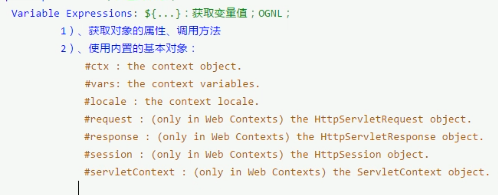 Variable Expressions: ${...}：获取变量值；OGNL；
1）、获取对象的属性、调用方法
2）、使用内置的基本对象：
#ctx : the context object.
#vars: the context variables.
#locale : the context locale.
#request : (only in Web Contexts) the HttpServletRequest object.
#response : (only in Web Contexts) the HttpServletResponse object.
#session : (only in Web Contexts) the HttpSession object.
#servletContext : (only in Web Contexts) the ServletContext object.